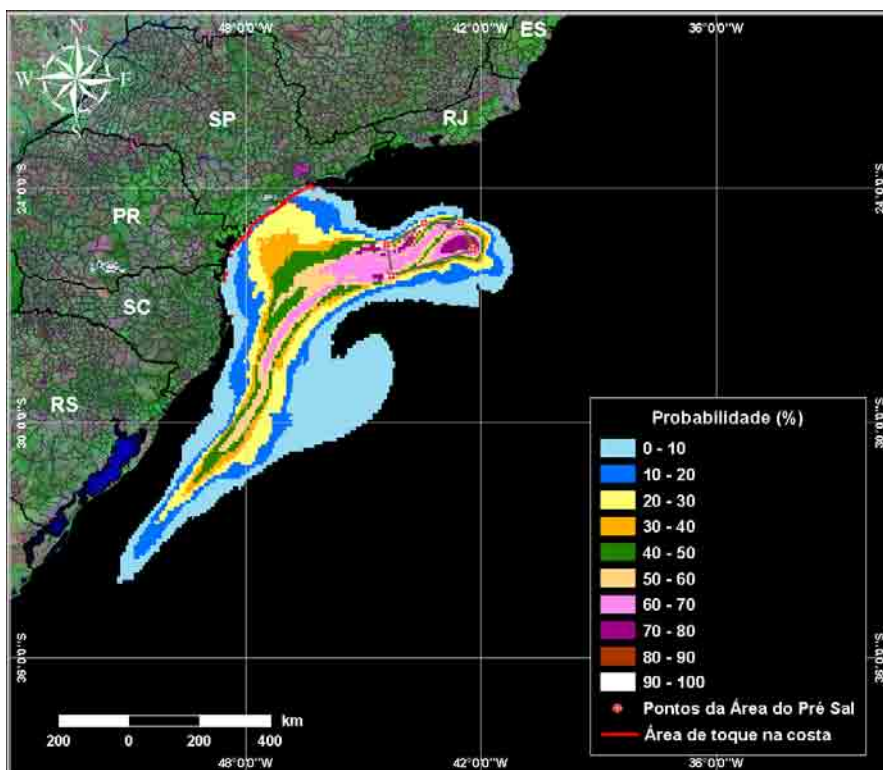 48°0'0"W 42°0'0"W 36°0'0"W
ES
N
W E
S
SP
RJ
24°0'0"S 24°0'0"S
PR
SC
RS
30°0'0"S 30°0'0"S
Probabilidade (%)
0 - 10
10 - 20
20 - 30
30 - 40
40 - 50
50 - 60
60 - 70
70 - 80
80 - 90
90 - 100
Pontos da Área do Pré Sal
Área de toque na costa
36°0'0"S 36°0'0"S
km
200 0 200 400
48°0'0"W 42°0'0"W 36°0'0"W